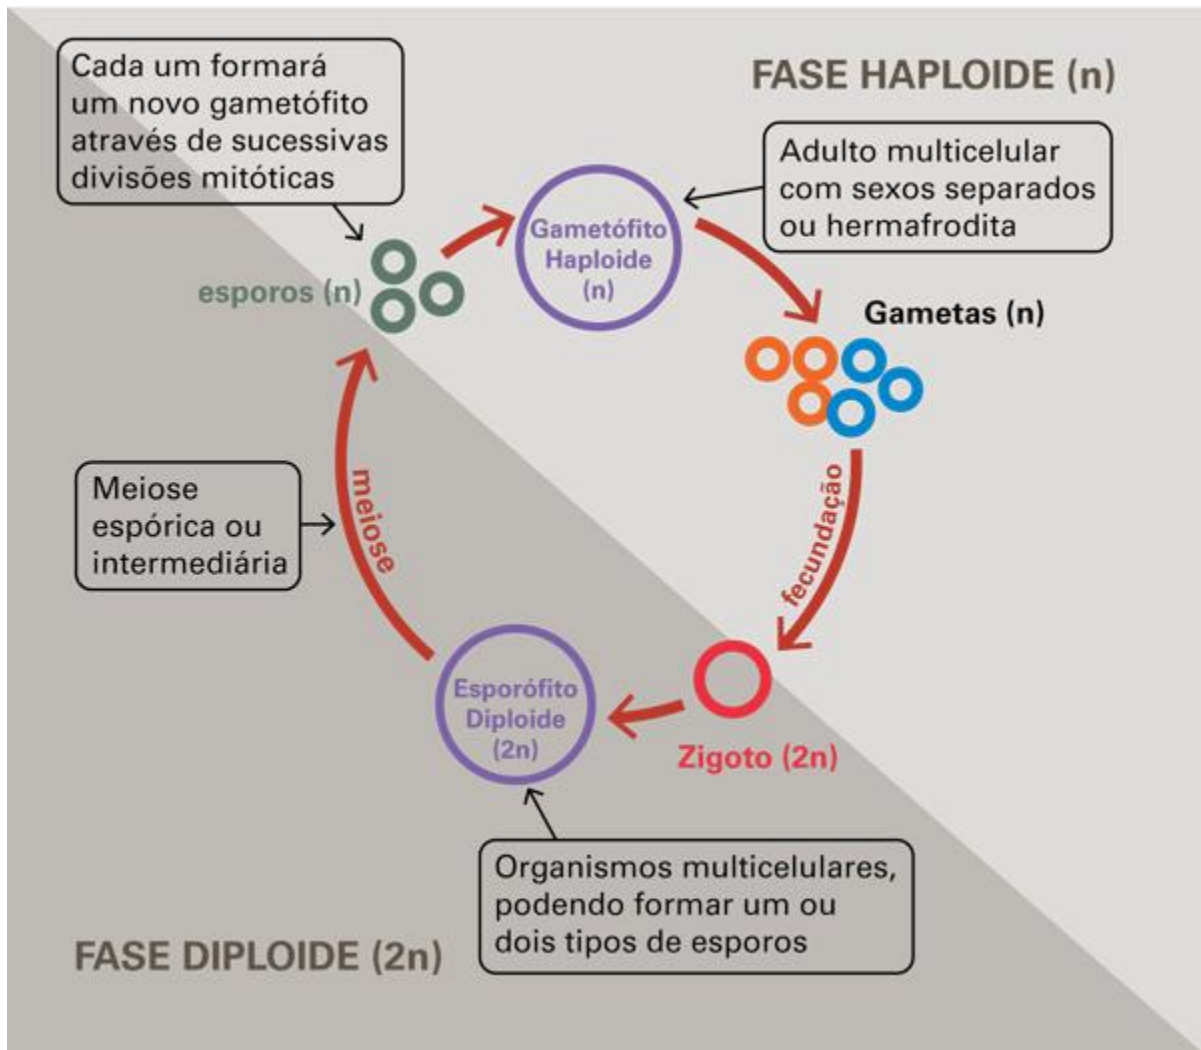 Cada um formará
um novo gametófito
através de sucessivas
divisões mitóticas
FASE HAPLOIDE (n)
Adulto multicelular
com sexos separados
ou hermafrodita
Gametófito
Haploide
(n)
esporos (n)
Gametas (n)
Meiose
espórica ou
intermediária
meiose
fecundação
Esporófito
Diploide
(2n)
Zigoto (2n)
Organismos multicelulares,
podendo formar um ou
dois tipos de esporos
FASE DIPLOIDE (2n)